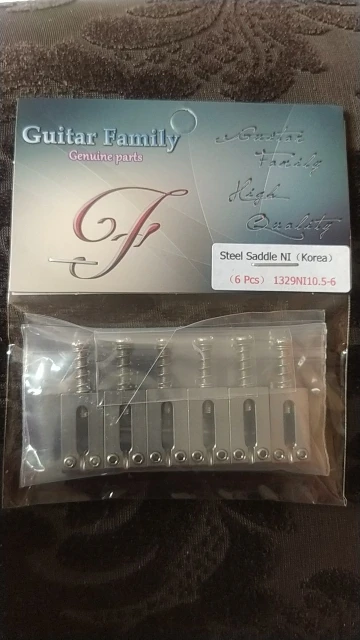 Guitar Family
Genuine parts
Guitar
Family
High
Quality
Steel Saddle NI (Korea)
(6 Pcs) 1329NI10.5-6